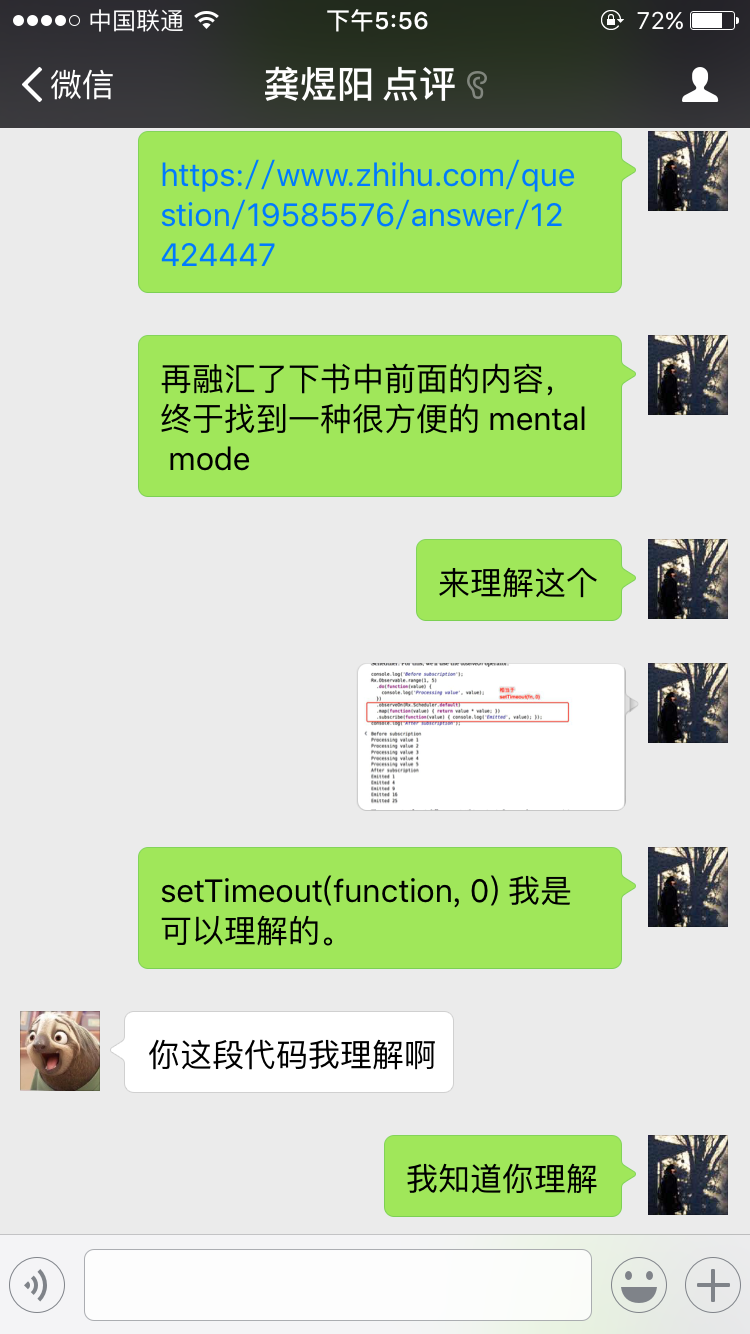 中国联通
下午5:56
72%
微信
龚煜阳 点评
https://www.zhihu.com/que
stion/19585576/answer/12
424447
再融汇了下书中前面的内容，
终于找到一种很方便的 mental
mode
来理解这个
console.log('Before subscription');
Rx.Observable.range(1, 5)
.do(function(value) {
console.log('Processing value', value);
})
相当于
setTimeout(fn, 0)
.observeOn(Rx.Scheduler.default)
.map(function(value) { return value * value; })
.subscribe(function(value) { console.log('Emitted', value); });
console.log('After subscription');
Before subscription
Processing value 1
Processing value 2
Processing value 3
Processing value 4
Processing value 5
After subscription
Emitted 1
Emitted 4
Emitted 9
Emitted 16
Emitted 25
setTimeout(function, 0) 我是
可以理解的。
你这段代码我理解啊
我知道你理解